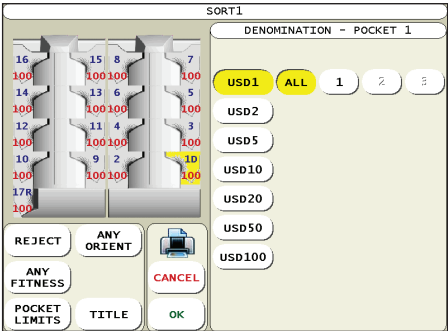 SORT1
DENOMINATION - POCKET 1
16 15 8 7
100 100 100 100
14 13 6 5
100 100 100 100
12 11 4 3
100 100 100 100
10 9 2 1D
100 100 100 100
17R
100
USD1 ALL 1 2 3
USD2
USD5
USD10
USD20
USD50
USD100
REJECT
ANY
ORIENT
ANY
FITNESS
CANCEL
POCKET
LIMITS
TITLE
OK